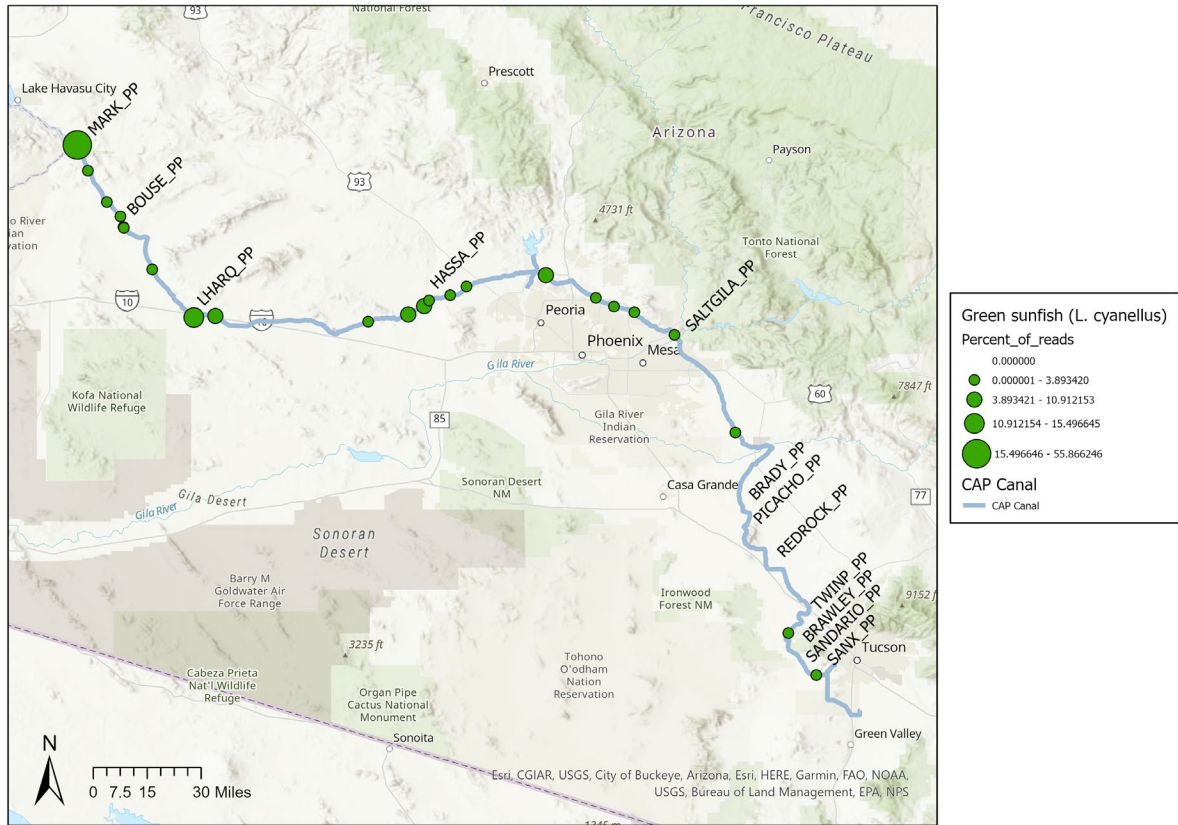 93
National Forest
Francisco Plateau
Prescott
Lake Havasu City
MARK_PP
Arizona
Payson
93
BOUSE_PP
o River
ian
vation
4731 ft
HASSA_PP
Tonto National
Forest
LHARQ_PP
10
10
SALTGILA_PP
Peoria
Phoenix
Mesa
Gila River
7847 ft
Kofa National
Wildlife Refuge
60
85
Gila River
Indian
Reservation
BRADY_PP
PICACHO_PP
Sonoran Desert
NM
Casa Grande
77
REDROCK_PP
Gila Desert
Gila River
Sonoran
Desert
TWINP_PP
BRAWLEY_PP
SANDARIO_PP
SANX_PP
Barry M
Goldwater Air
Force Range
Ironwood
Forest NM
9152 f
3235 ft
Tucson
Cabeza Prieta
Nat'l Wildlife
Refuge
Tohono
O'odham
Nation
Reservation
Organ Pipe
Cactus National
Monument
Sonoita
Green Valley
N
0 7.5 15 30 Miles
Esri, CGIAR, USGS, City of Buckeye, Arizona, Esri, HERE, Garmin, FAO, NOAA,
USGS, Bureau of Land Management, EPA, NPS
Green sunfish (L. cyanellus)
Percent_of_reads
0.000000
0.000001 - 3.893420
3.893421 - 10.912153
10.912154 - 15.496645
15.496646 - 55.866246
CAP Canal
CAP Canal